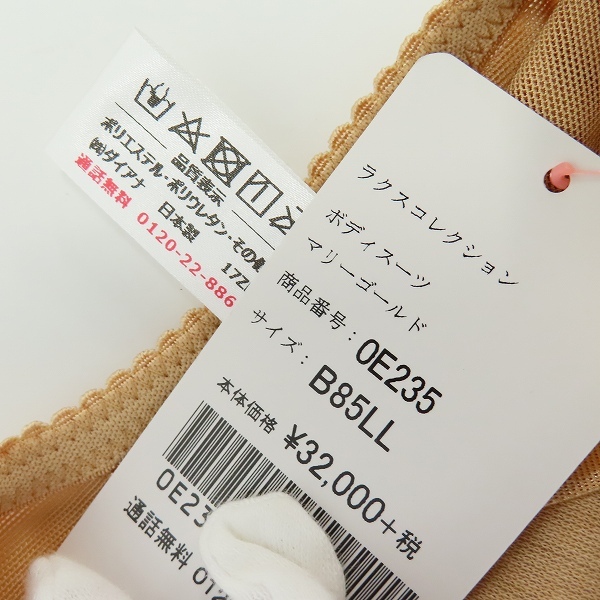 品質表示
ポリエステル・ポリウレタン・その他
㈱ダイアナ 日本製 17Z
通話無料 0120-22-886
ラクスコレクション
ボディスーツ
マリーゴールド
商品番号: 0E235
サイズ: B85LL
本体価格 ¥32,000+税
0E23
通話無料 012